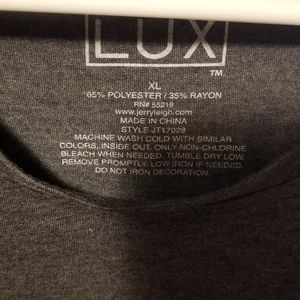 LUX
TM
XL
65% POLYESTER / 35% RAYON
RN# 55219
www.jerryleigh.com
MADE IN CHINA
STYLE JT17028
MACHINE WASH COLD WITH SIMILAR
COLORS, INSIDE OUT. ONLY NON-CHLORINE
BLEACH WHEN NEEDED. TUMBLE DRY LOW.
REMOVE PROMPTLY. LOW IRON IF NEEDED.
DO NOT IRON DECORATION.